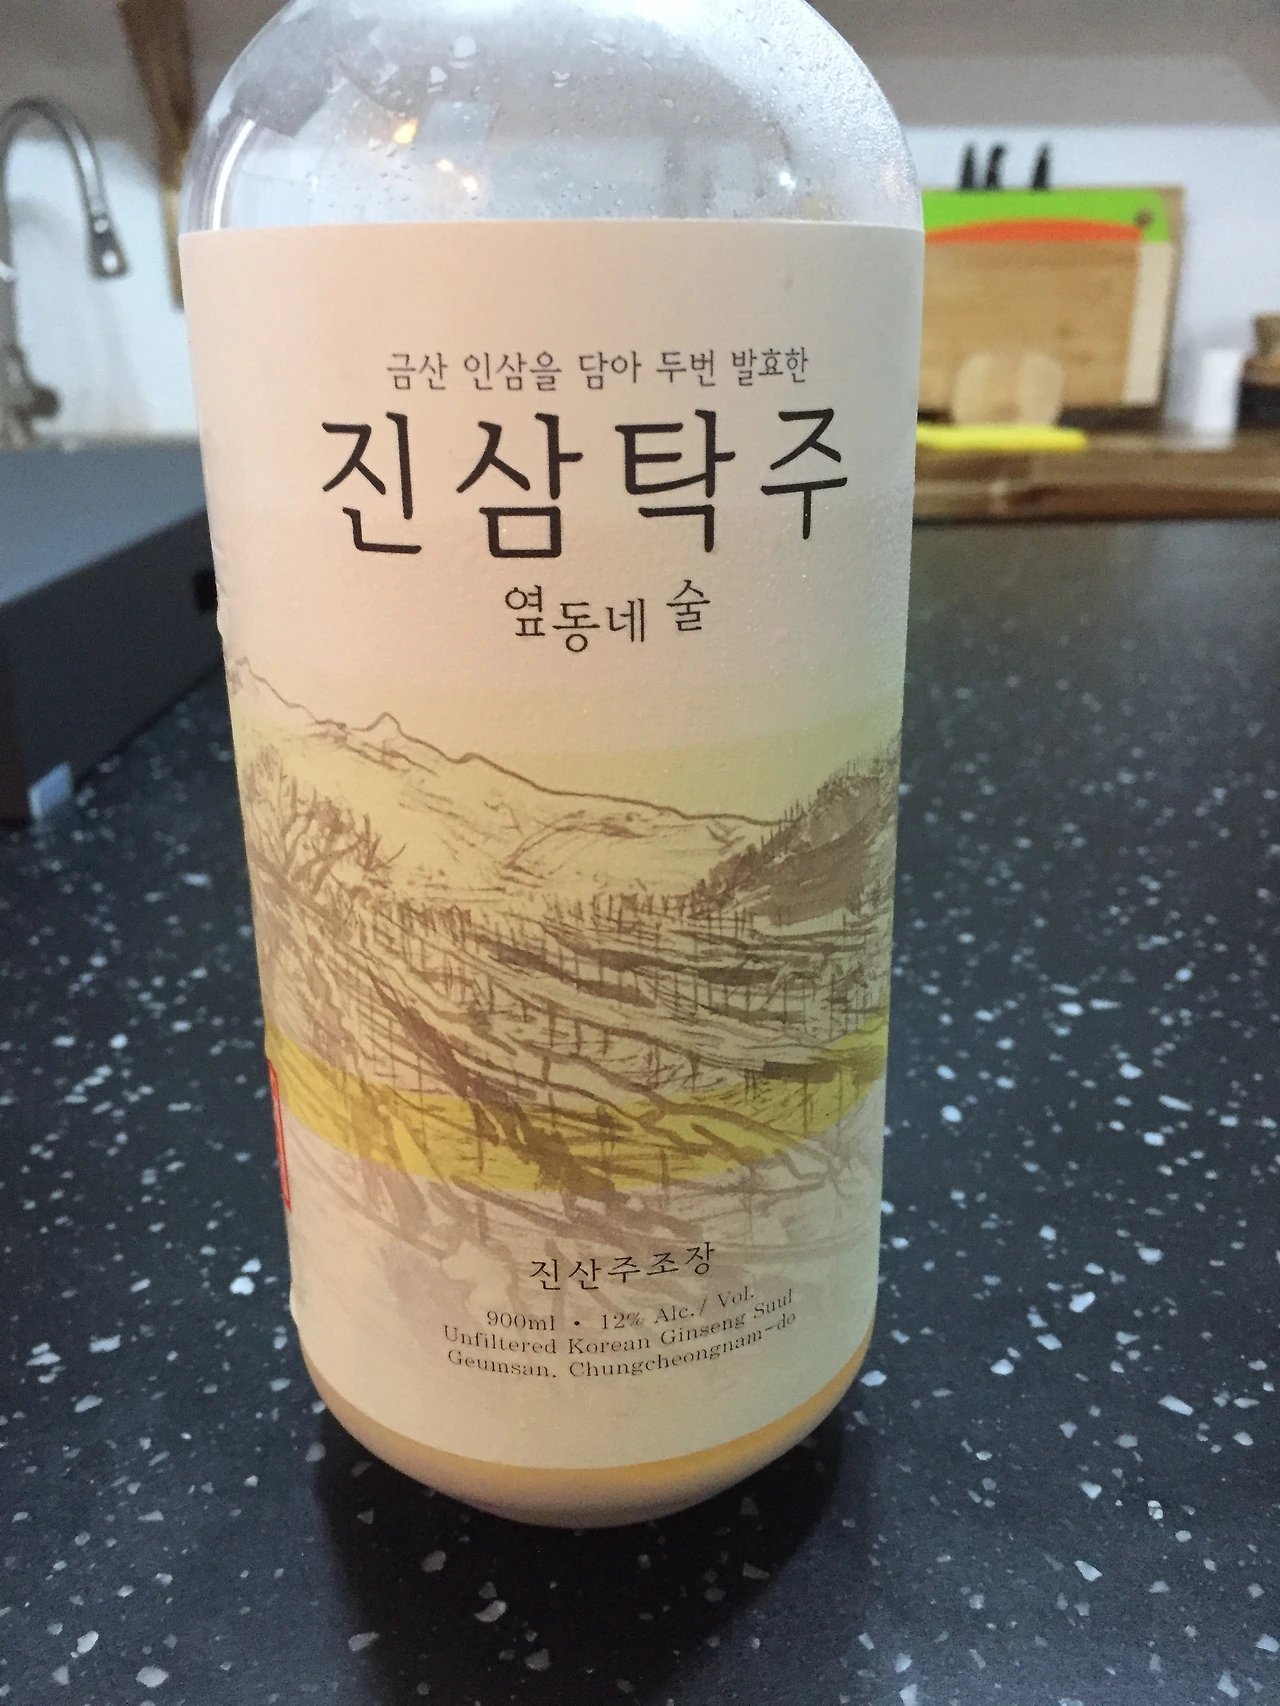 금산 인삼을 담아 두번 발효한
진삼탁주
옆동네 술
진산주조장
900ml • 12% Alc./ Vol.
Unfiltered Korean Ginseng Suul
Geumsan. Chungcheongnam-do